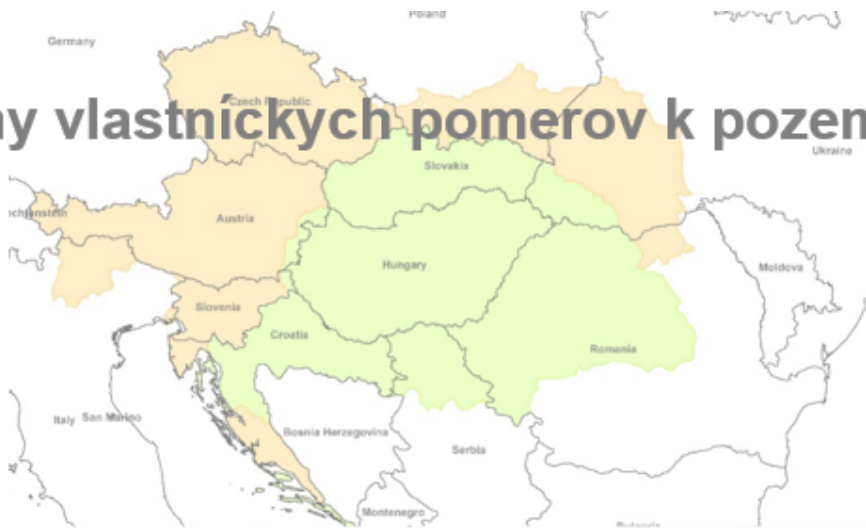 Poland
Germany
Czech Republic
ny vlastníckych pomerov k pozem
Ukraine
Slovakia
Austria
Hungary
Moldova
Slovenia
Croatia
Romania
Italy
San Marino
Bosnia Herzegovina
Serbia
Montenegro